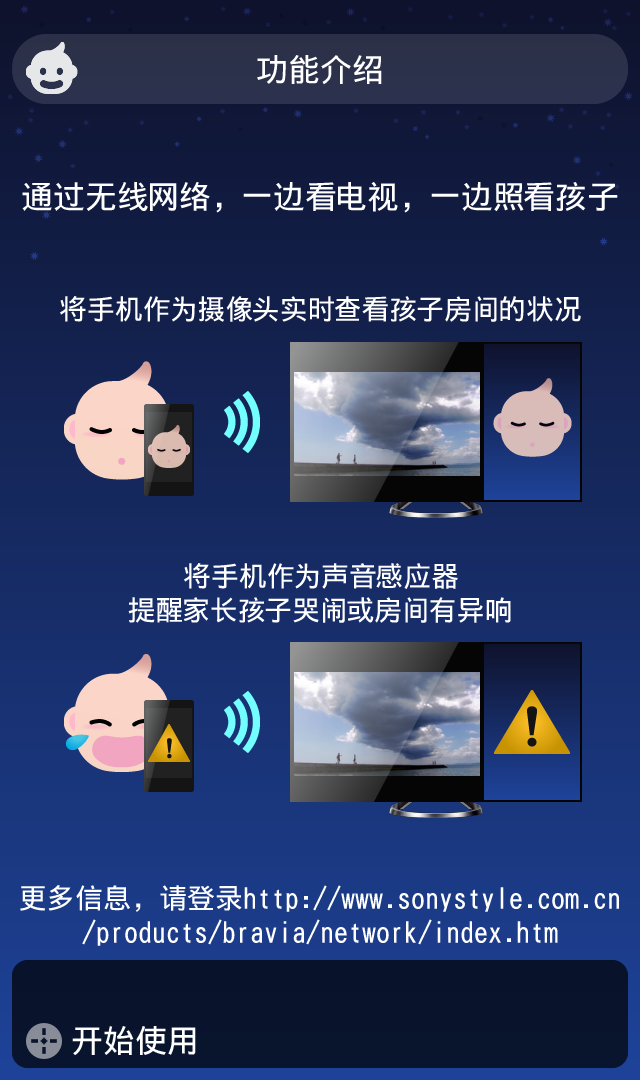 功能介绍
通过无线网络，一边看电视，一边照看孩子
将手机作为摄像头实时查看孩子房间的状况
将手机作为声音感应器
提醒家长孩子哭闹或房间有异响
更多信息，请登录http://www.sonystyle.com.cn
/products/bravia/network/index.htm
开始使用